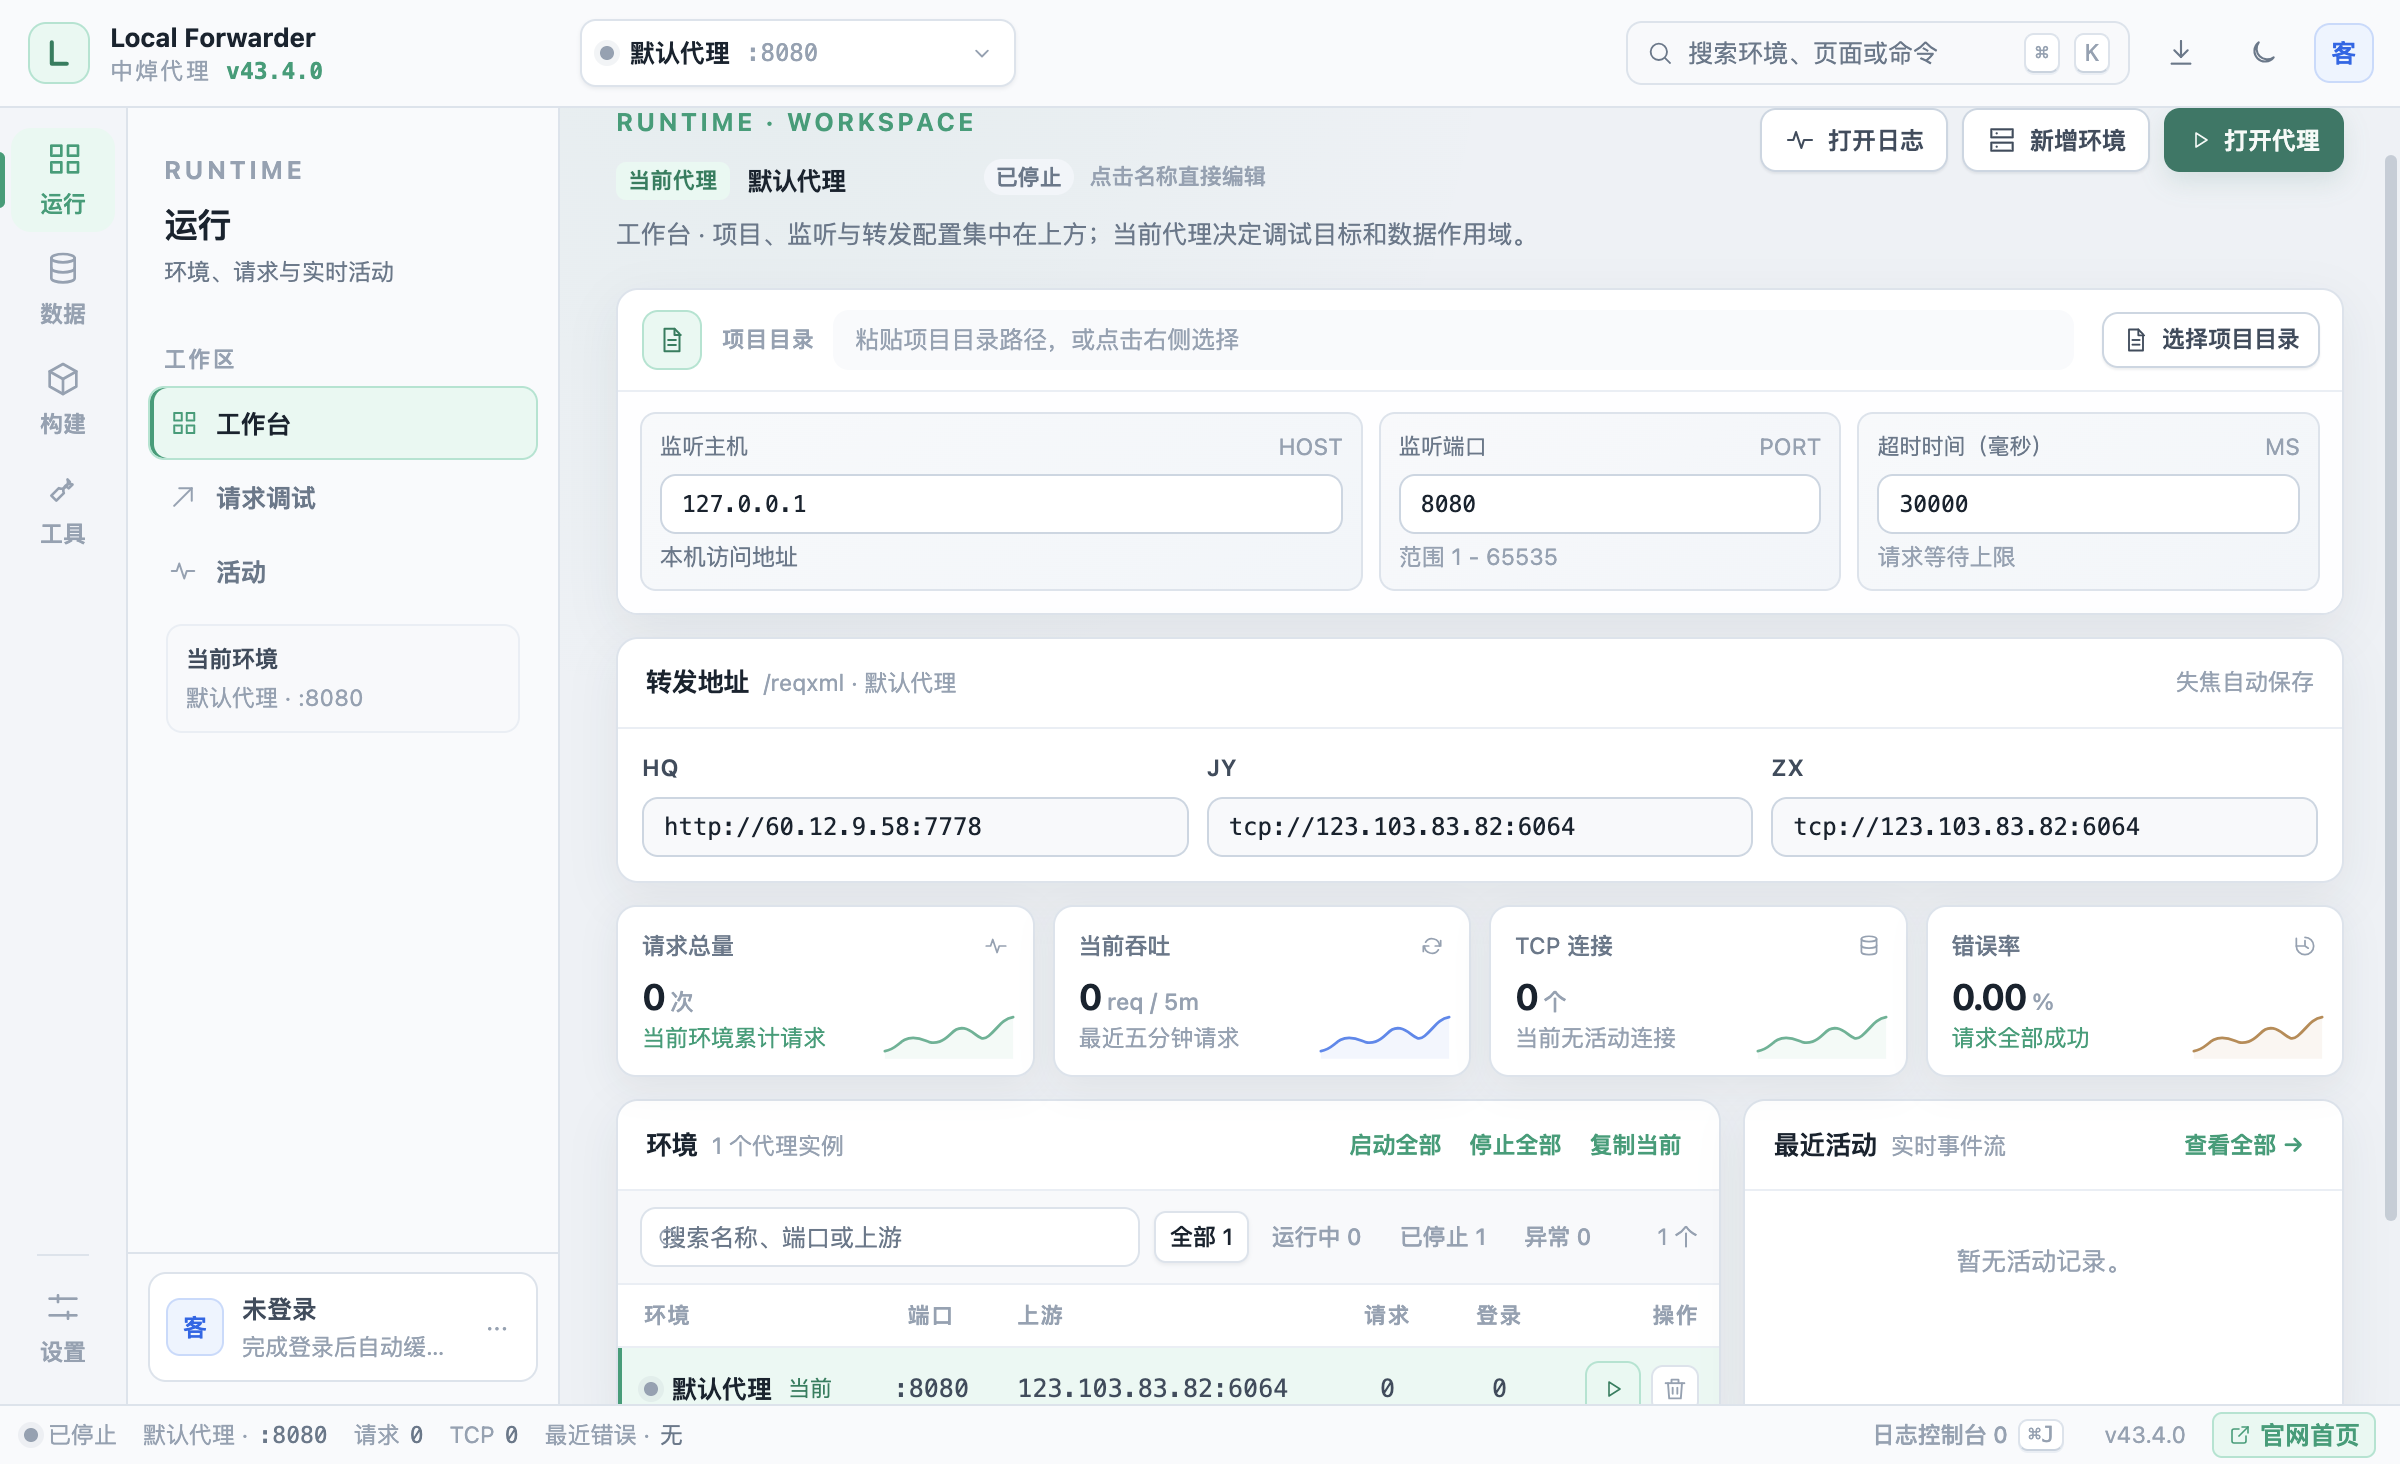 L
Local Forwarder
中焯代理 v43.4.0
默认代理 :8080
搜索环境、页面或命令 ⌘ K
客
运行
数据
构建
工具
设置
RUNTIME
运行
环境、请求与实时活动
工作区
工作台
请求调试
活动
当前环境
默认代理 · :8080
客
未登录
完成登录后自动缓...
RUNTIME · WORKSPACE
当前代理 默认代理 已停止 点击名称直接编辑
工作台 · 项目、监听与转发配置集中在上方；当前代理决定调试目标和数据作用域。
打开日志 新增环境 打开代理
项目目录 粘贴项目目录路径，或点击右侧选择 选择项目目录
监听主机 HOST
127.0.0.1
本机访问地址
监听端口 PORT
8080
范围 1 - 65535
超时时间（毫秒） MS
30000
请求等待上限
转发地址 /reqxml · 默认代理 失焦自动保存
HQ
http://60.12.9.58:7778
JY
tcp://123.103.83.82:6064
ZX
tcp://123.103.83.82:6064
请求总量
0 次
当前环境累计请求
当前吞吐
0 req / 5m
最近五分钟请求
TCP 连接
0 个
当前无活动连接
错误率
0.00 %
请求全部成功
环境 1 个代理实例 启动全部 停止全部 复制当前
搜索名称、端口或上游 全部 1 运行中 0 已停止 1 异常 0 1 个
环境 端口 上游 请求 登录 操作
默认代理 当前 :8080 123.103.83.82:6064 0 0
最近活动 实时事件流 查看全部 →
暂无活动记录。
已停止 默认代理 · :8080 请求 0 TCP 0 最近错误 · 无
日志控制台 0 ⌘J v43.4.0 官网首页